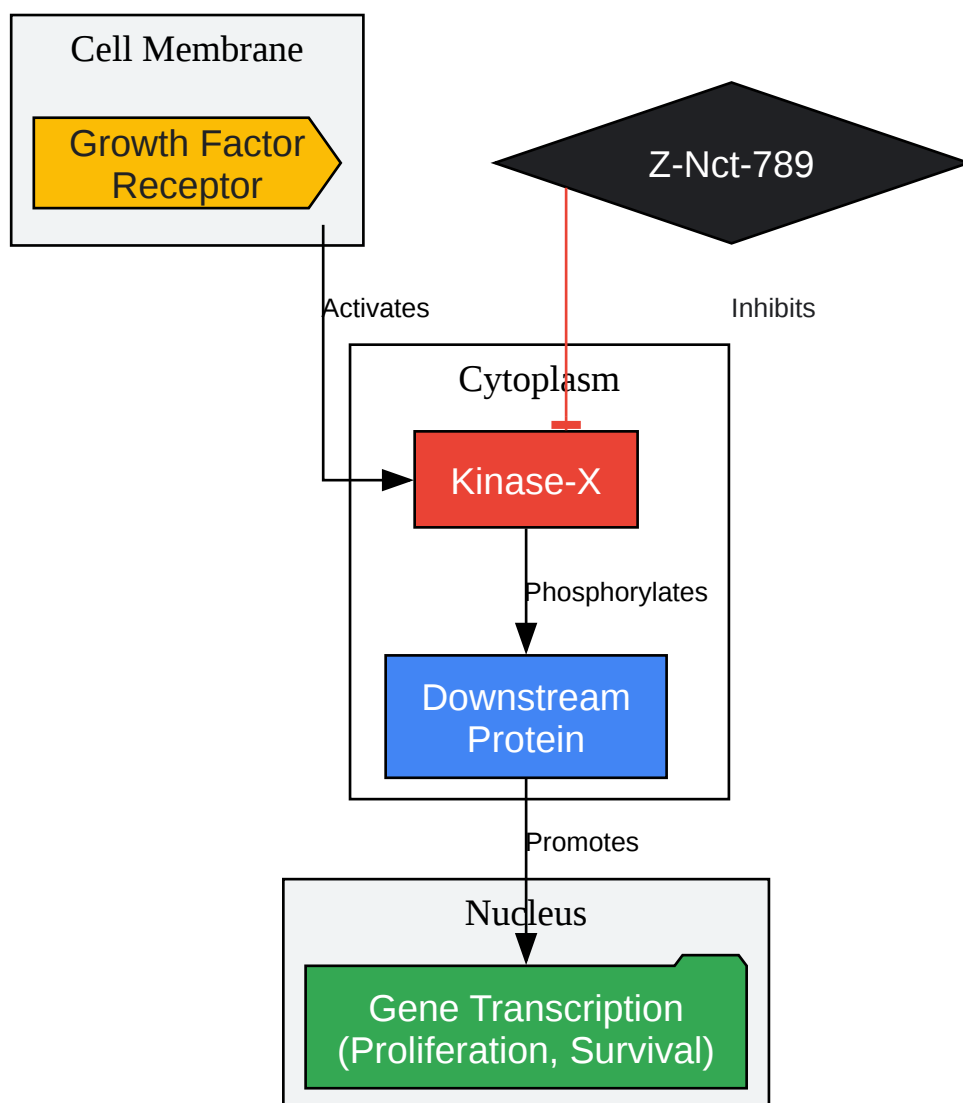 Cell Membrane
Growth Factor
Receptor
Z-Nct-789
Activates
Inhibits
Cytoplasm
Kinase-X
Phosphorylates
Downstream
Protein
Promotes
Nucleus
Gene Transcription
(Proliferation, Survival)